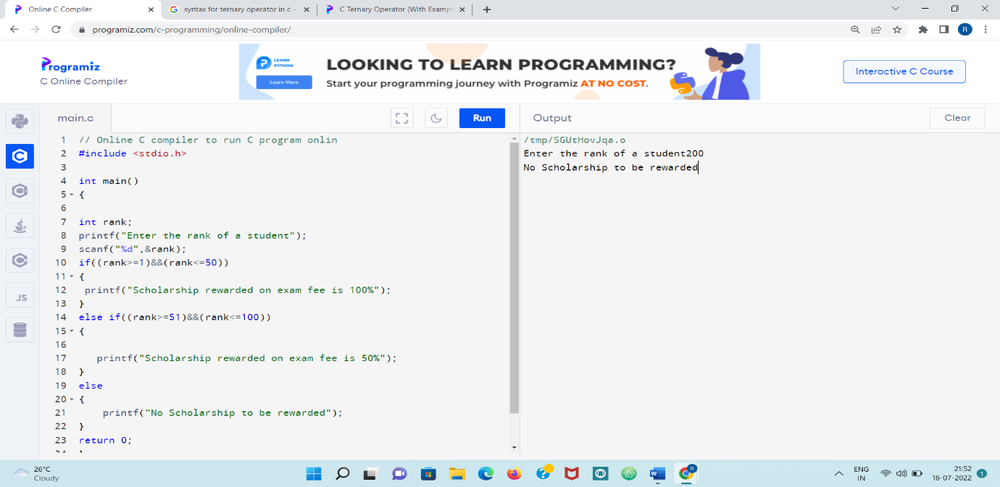 Online C Compiler
syntax for ternary operator in c -
C Ternary Operator (With Exampl
programiz.com/c-programming/online-compiler/
R
Programiz
C Online Compiler
LEARN
PYTHON
Learn More
LOOKING TO LEARN PROGRAMMING?
Start your programming journey with Programiz AT NO COST.
Interactive C Course
main.c
Run
Output
Clear
JS
1 // Online C compiler to run C program onlin
2 #include <stdio.h>
3
4 int main()
5 {
6
7 int rank;
8 printf("Enter the rank of a student");
9 scanf("%d",&rank);
10 if((rank>=1)&&(rank<=50))
11 {
12 printf("Scholarship rewarded on exam fee is 100%");
13 }
14 else if((rank>=51)&&(rank<=100))
15 {
16
17 printf("Scholarship rewarded on exam fee is 50%");
18 }
19 else
20 {
21 printf("No Scholarship to be rewarded");
22 }
23 return 0;
/tmp/SGUtHovJqa.o
Enter the rank of a student200
No Scholarship to be rewarded
26°C
Cloudy
ENG
IN
21:52
16-07-2022
1